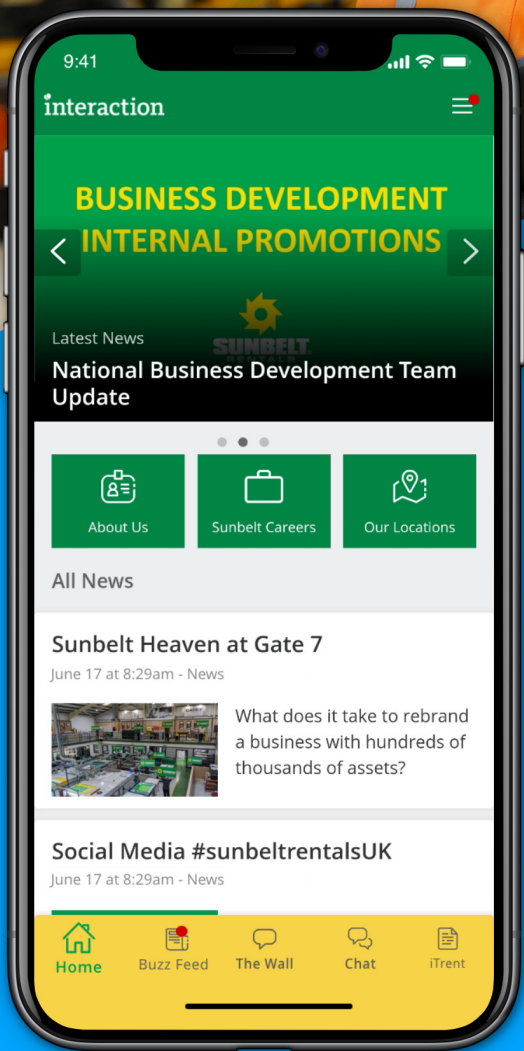 9:41
interaction
BUSINESS DEVELOPMENT
INTERNAL PROMOTIONS
SUNBELT
RENTALS
Latest News
National Business Development Team
Update
About Us
Sunbelt Careers
Our Locations
All News
Sunbelt Heaven at Gate 7
June 17 at 8:29am - News
What does it take to rebrand
a business with hundreds of
thousands of assets?
Social Media #sunbeltrentalsUK
June 17 at 8:29am - News
Home
Buzz Feed
The Wall
Chat
iTrent